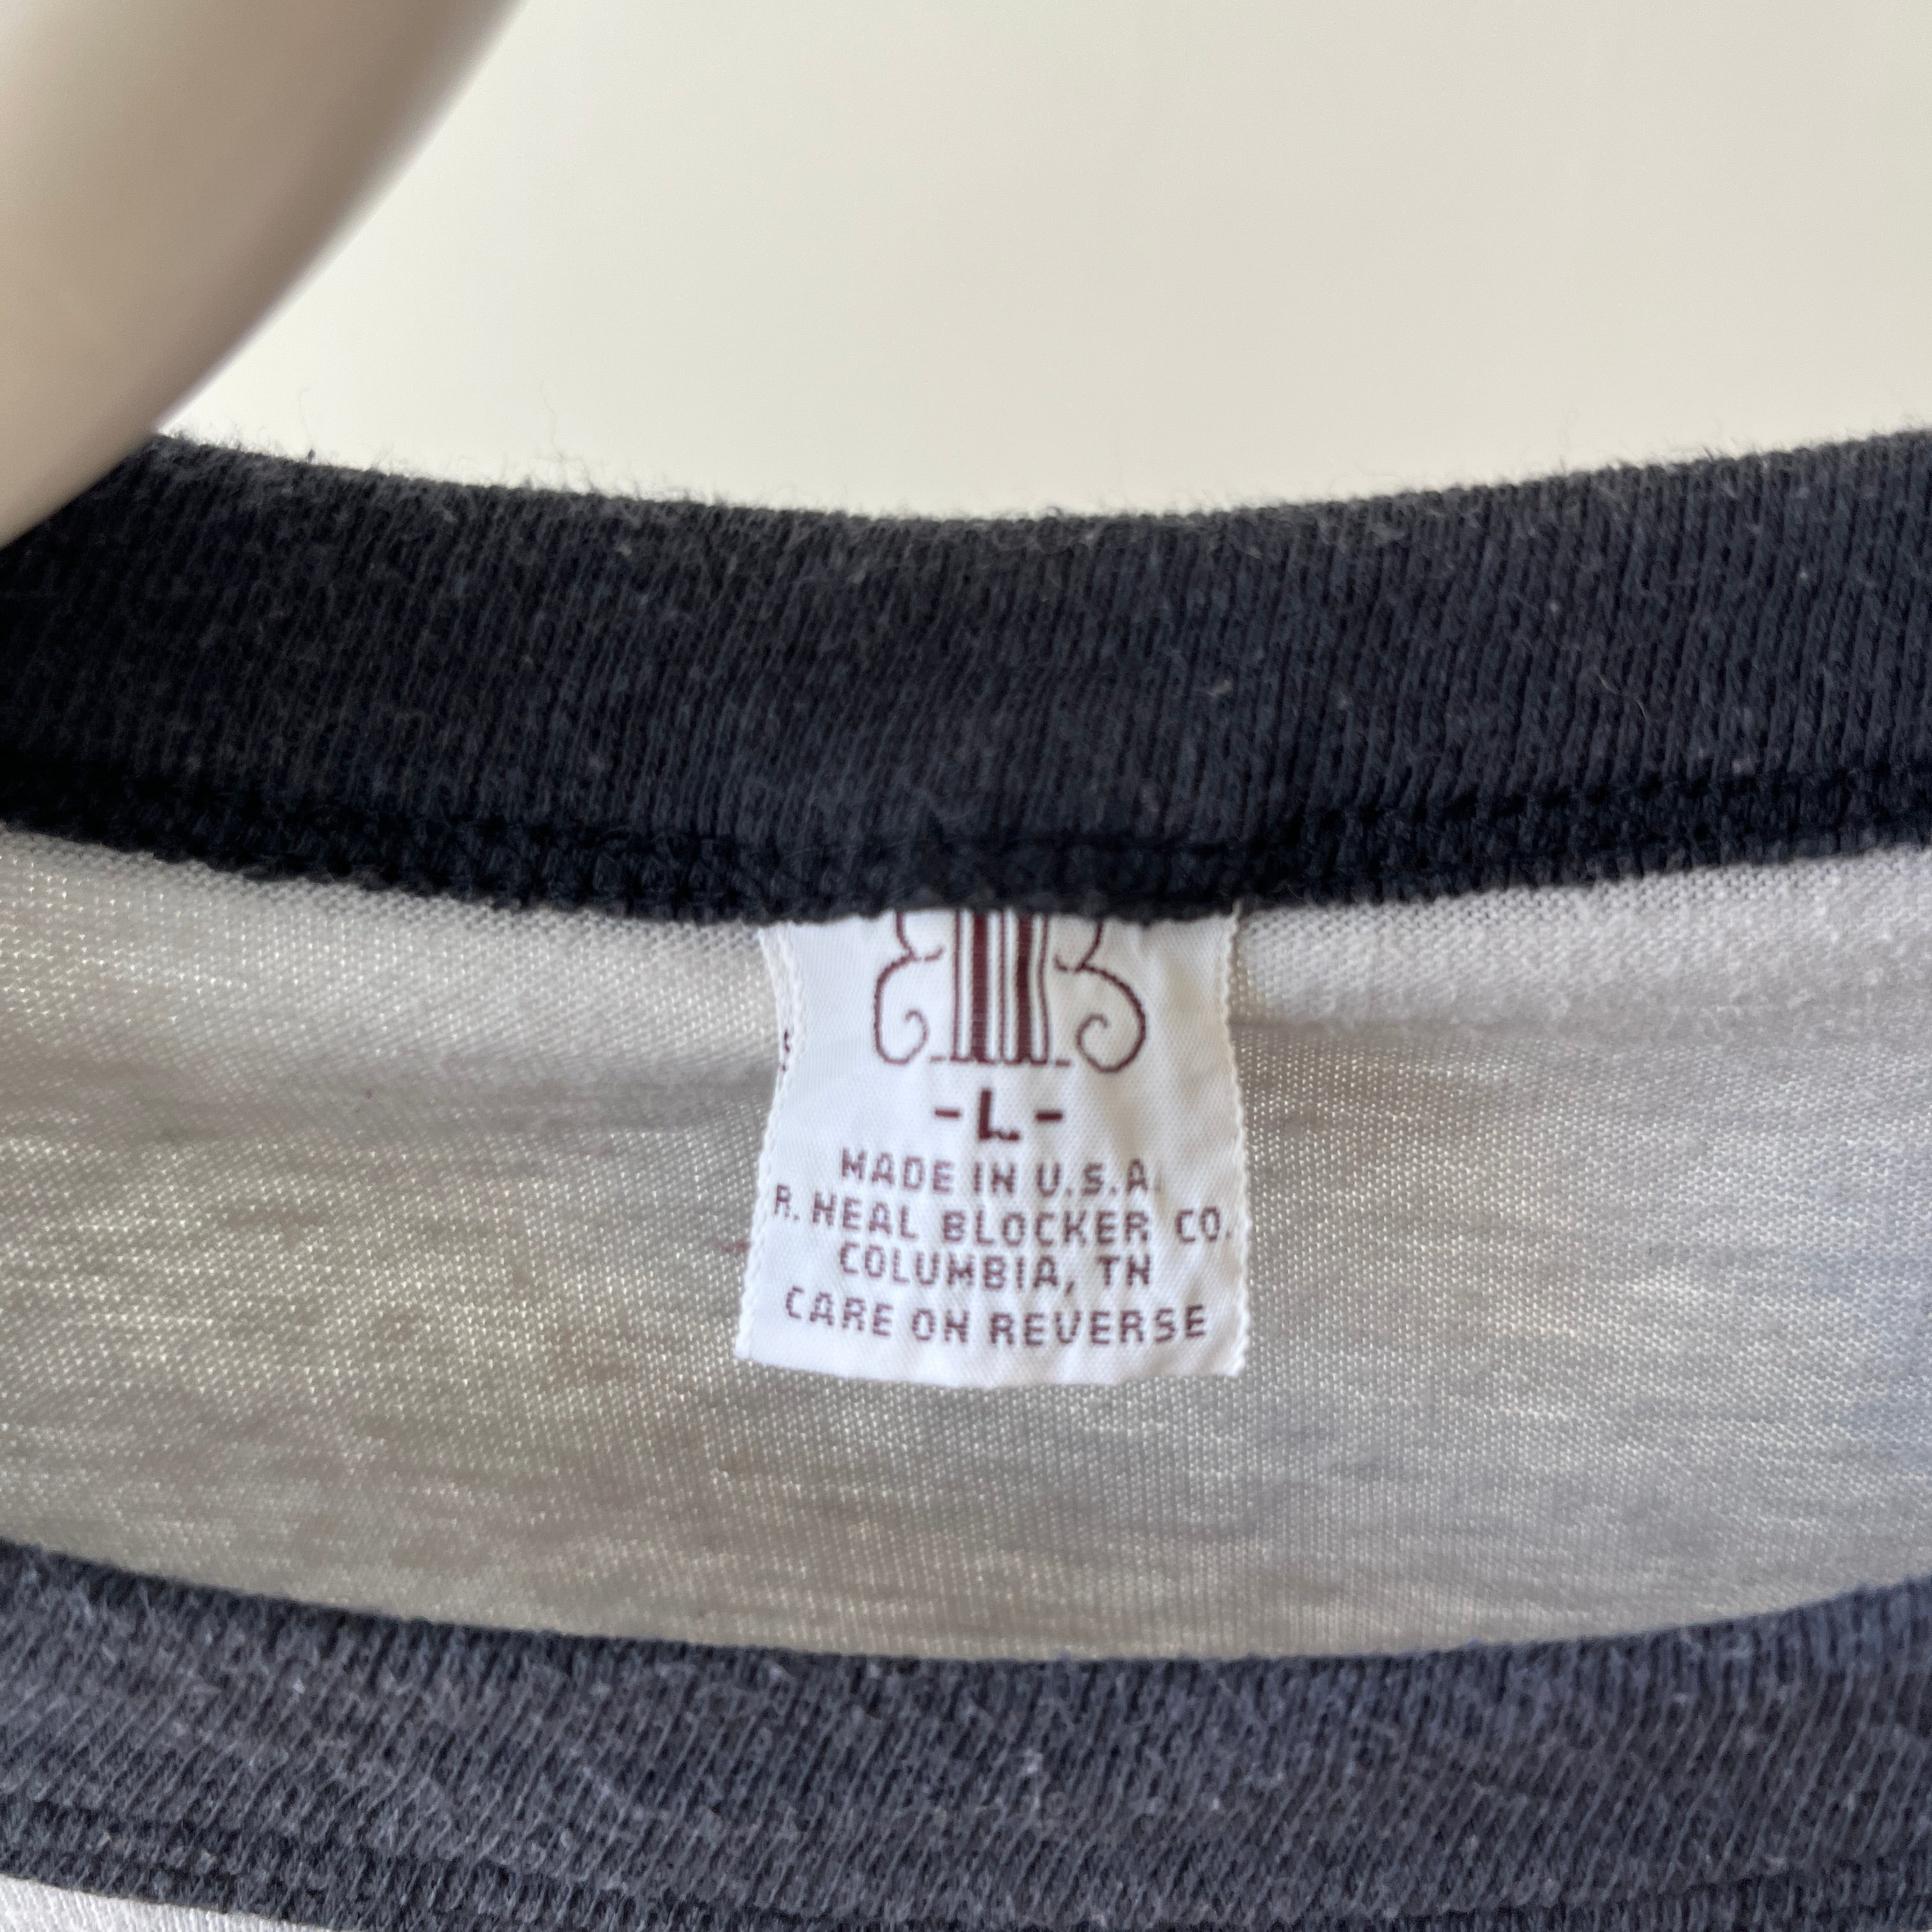 -L-
MADE IN U.S.A.
R. NEAL BLOCKER CO.
COLUMBIA, TN
CARE ON REVERSE